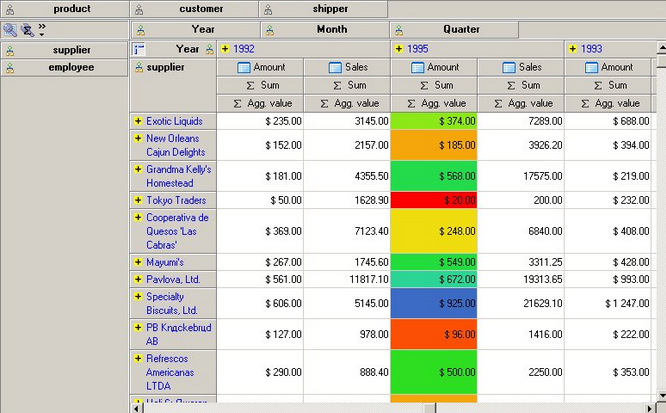 product customer shipper
Year Month Quarter
supplier Year 1992 1995 1993
employee supplier Amount Sales Amount Sales Amount
Σ Sum Σ Sum Σ Sum Σ Sum Σ Sum
Σ Agg. value Σ Agg. value Σ Agg. value Σ Agg. value Σ Agg. value
Exotic Liquids $ 235.00 3145.00 $ 374.00 7289.00 $ 688.00
New Orleans
Cajun Delights $ 152.00 2157.00 $ 185.00 3926.20 $ 394.00
Grandma Kelly's
Homestead $ 181.00 4355.50 $ 568.00 17575.00 $ 219.00
Tokyo Traders $ 50.00 1628.90 $ 20.00 200.00 $ 232.00
Cooperativa de
Quesos 'Las
Cabras' $ 369.00 7123.40 $ 248.00 6840.00 $ 408.00
Mayumi's $ 267.00 1745.60 $ 549.00 3311.25 $ 428.00
Pavlova, Ltd. $ 561.00 11817.10 $ 672.00 19313.65 $ 993.00
Specialty
Biscuits, Ltd. $ 606.00 5145.00 $ 925.00 21629.10 $ 1 247.00
PB Knдckebrцd
AB $ 127.00 978.00 $ 96.00 1416.00 $ 222.00
Refrescos
Americanas
LTDA $ 290.00 888.40 $ 500.00 2250.00 $ 353.00